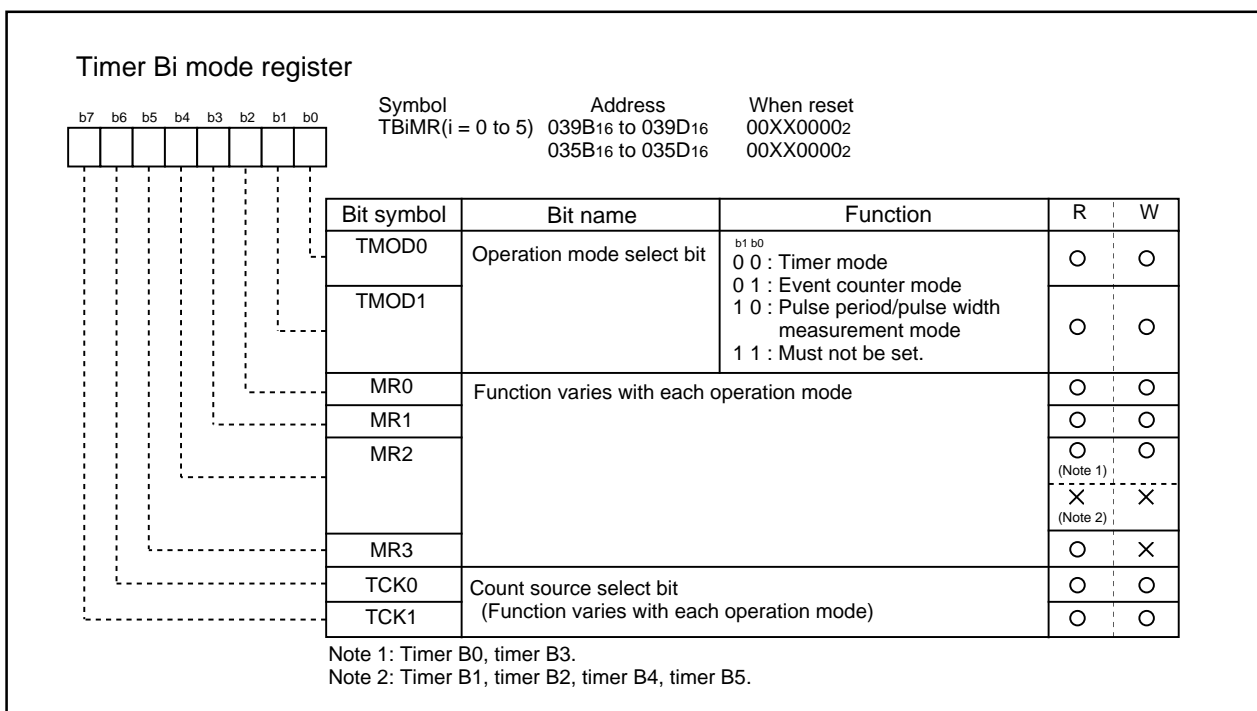 Timer Bi mode register
Symbol Address When reset
TBiMR(i = 0 to 5) 039B16 to 039D16 00XX00002
035B16 to 035D16 00XX00002
b7 b6 b5 b4 b3 b2 b1 b0
Bit symbol Bit name Function R W
TMOD0 Operation mode select bit b1 b0
0 0 : Timer mode
0 1 : Event counter mode
TMOD1 1 0 : Pulse period/pulse width
measurement mode
1 1 : Must not be set.
MR0 Function varies with each operation mode
MR1
MR2
(Note 1)
(Note 2)
MR3
TCK0 Count source select bit
(Function varies with each operation mode)
TCK1
Note 1: Timer B0, timer B3.
Note 2: Timer B1, timer B2, timer B4, timer B5.